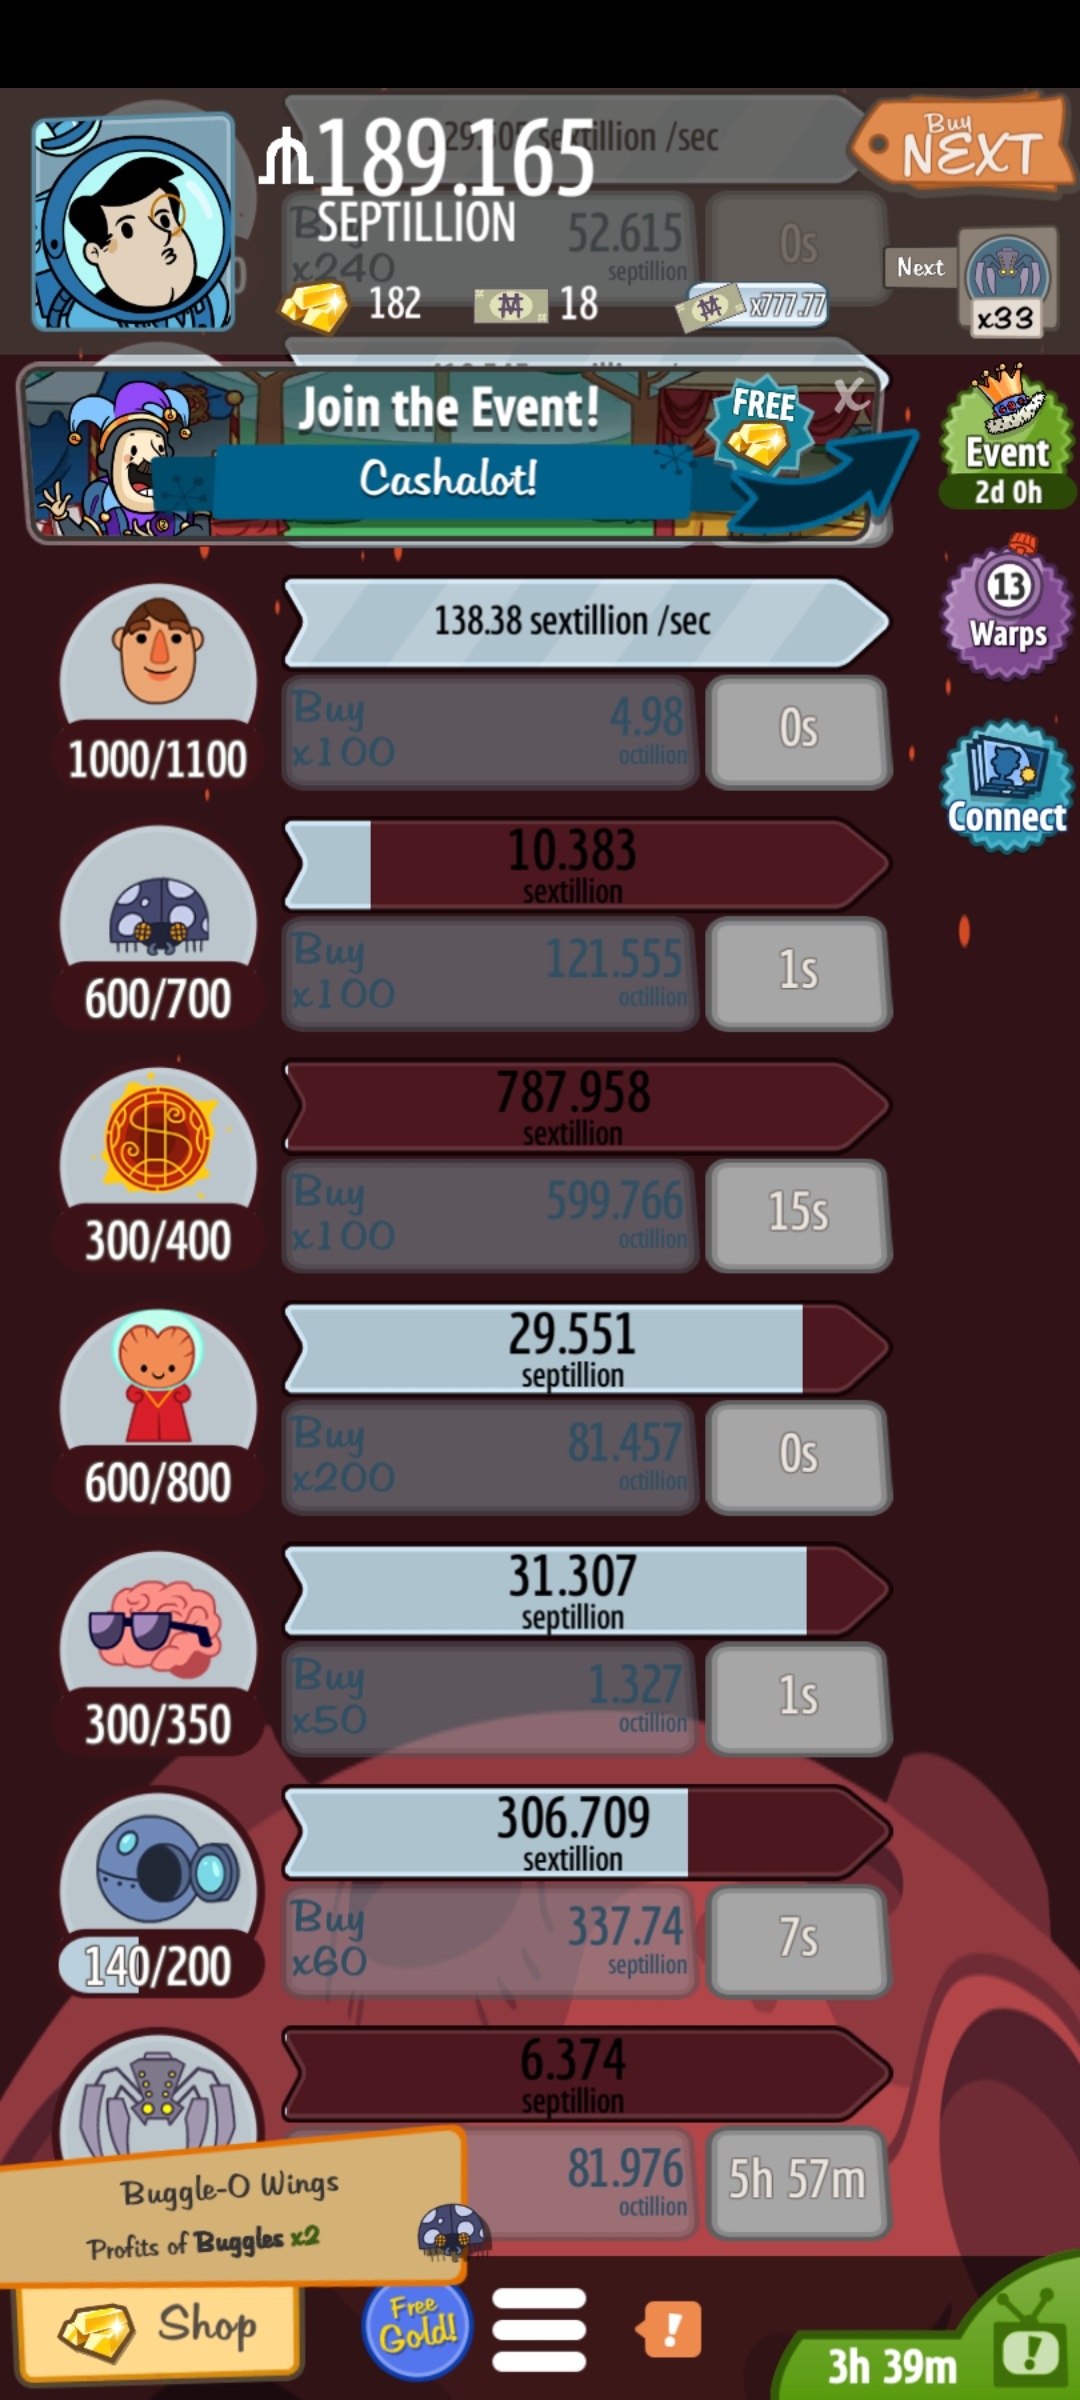 189.165
SEPTILLION
sextillion /sec
Buy
NEXT
x240
52.615
septillion
0s
182
18
x777.77
Next
x33
Join the Event!
FREE
X
Cashalot!
Event
2d 0h
138.38 sextillion /sec
13
Warps
1000/1100
Buy
x100
4.98
octillion
0s
Connect
10.383
sextillion
600/700
Buy
x100
121.555
octillion
1s
787.958
sextillion
300/400
Buy
x100
599.766
octillion
15s
29.551
septillion
600/800
Buy
x200
81.457
octillion
0s
31.307
septillion
300/350
Buy
x50
1.327
octillion
1s
306.709
sextillion
140/200
Buy
x60
337.74
septillion
7s
6.374
septillion
81.976
octillion
5h 57m
Buggle-O Wings
Profits of Buggles x2
Shop
Free
Gold!
!
3h 39m
!